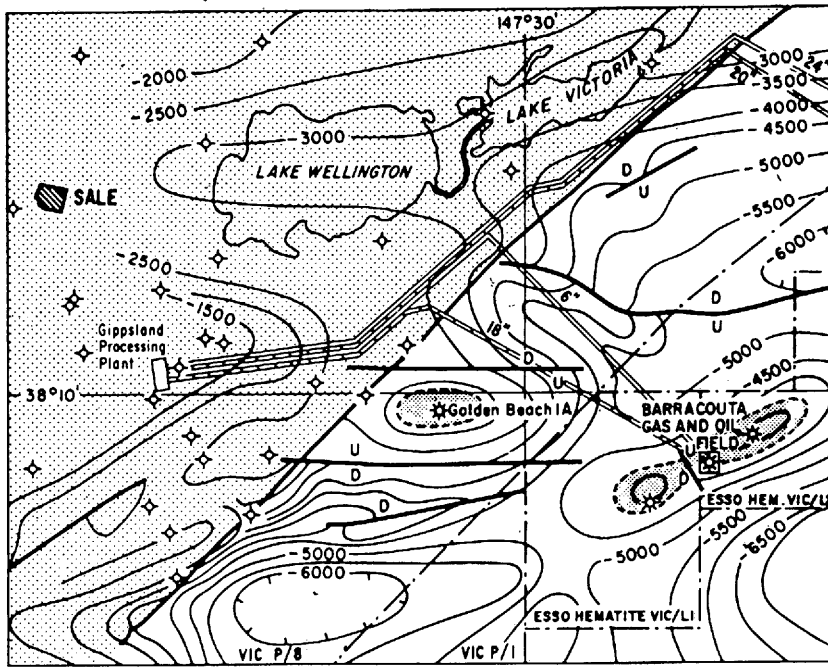 147°30'
-2000
-2500
-3000
LAKE VICTORIA
20"
-3000
24"
-3500
-4000
-4500
LAKE WELLINGTON
D
U
-5000
-5500
-6000
SALE
-2500
-1500
6"
D
U
18"
Gippsland
Processing
Plant
D
U
-5000
-4500
38°10'
Golden Beach IA
BARRACOUTA
GAS AND OIL
FIELD
U
D
U
D
D
ESSO HEM. VIC/L
-5000
-5500
-6500
-5000
-6000
ESSO HEMATITE VIC/L1
VIC P/8
VIC P/1